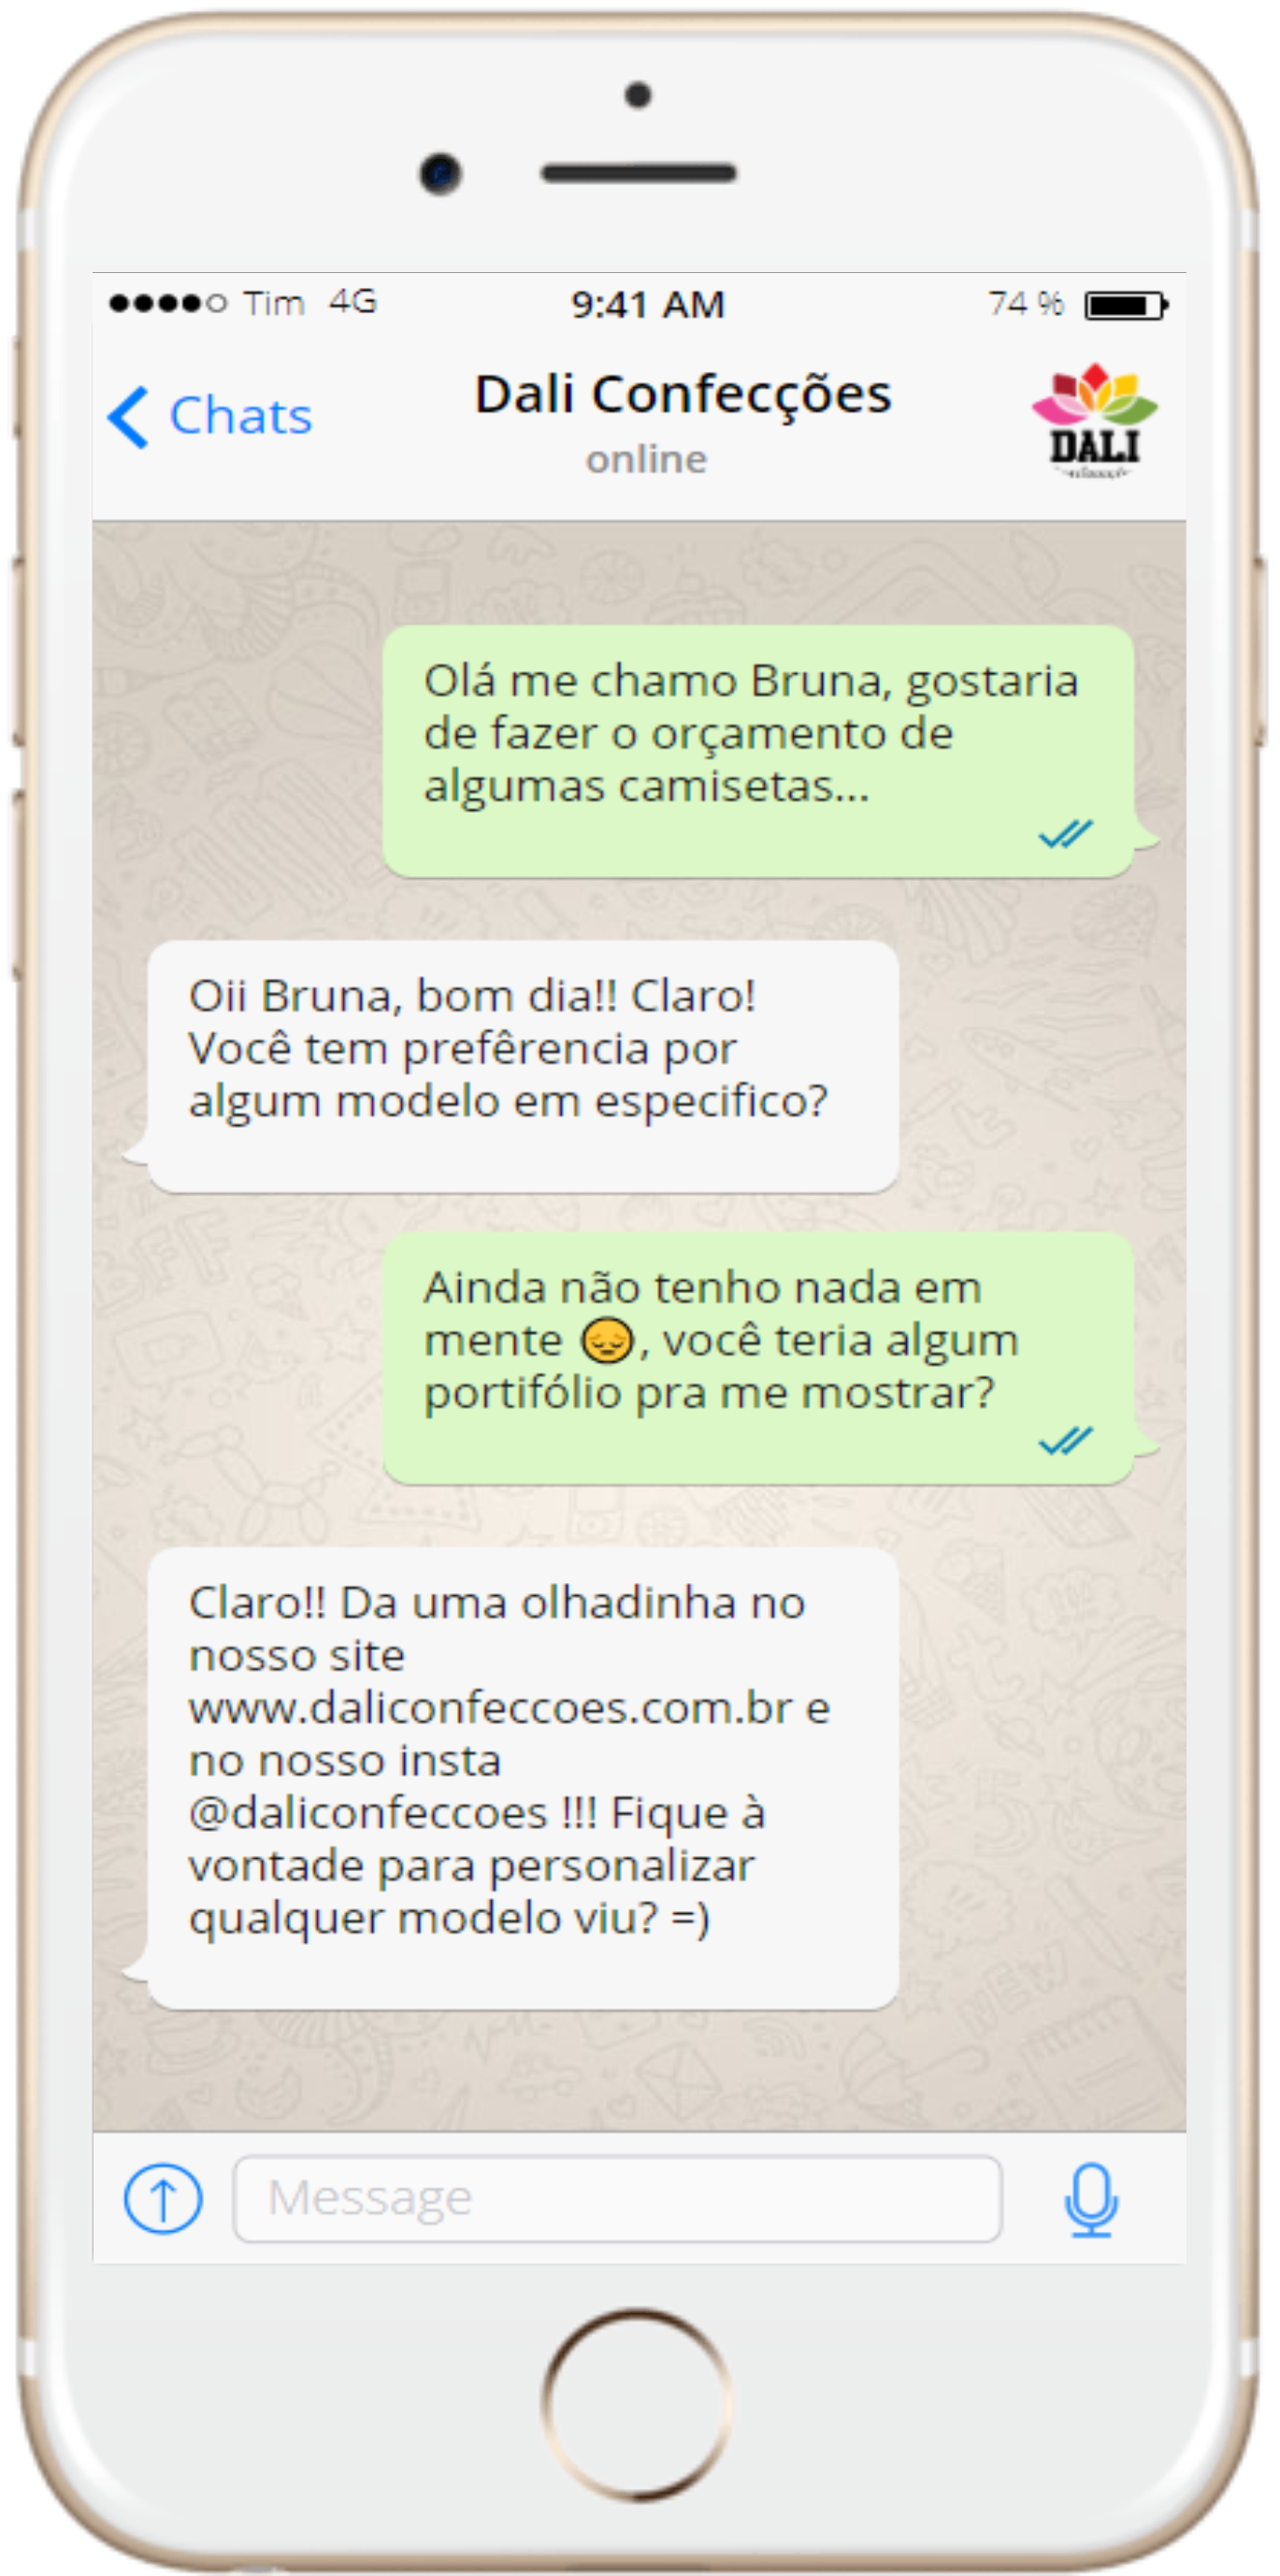 Tim 4G 9:41 AM 74 %
Chats
Dali Confecções
online
DALI
Olá me chamo Bruna, gostaria
de fazer o orçamento de
algumas camisetas...
Oii Bruna, bom dia!! Claro!
Você tem prefêrencia por
algum modelo em especifico?
Ainda não tenho nada em
mente 😔, você teria algum
portifólio pra me mostrar?
Claro!! Da uma olhadinha no
nosso site
www.daliconfeccoes.com.br e
no nosso insta
@daliconfeccoes !!! Fique à
vontade para personalizar
qualquer modelo viu? =)
Message